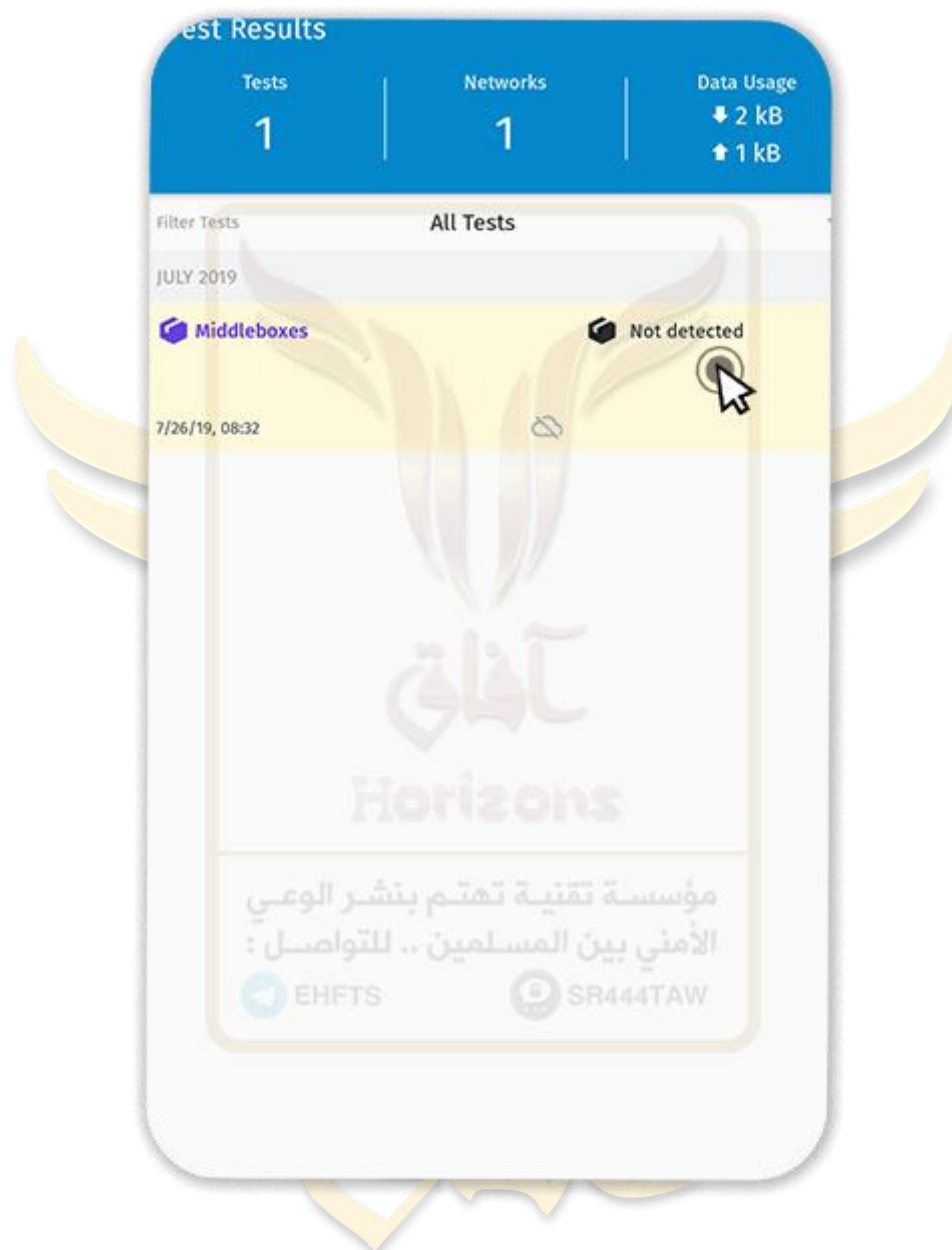 est Results
Tests
Networks
Data Usage
1
1
2 kB
1 kB
Filter Tests
All Tests
JULY 2019
Middleboxes
Not detected
7/26/19, 08:32
آفاق
Horizons
مؤسسة تقنية تهتم بنشر الوعي
الأمني بين المسلمين .. للتواصل :
EHFTS
SR444TAW